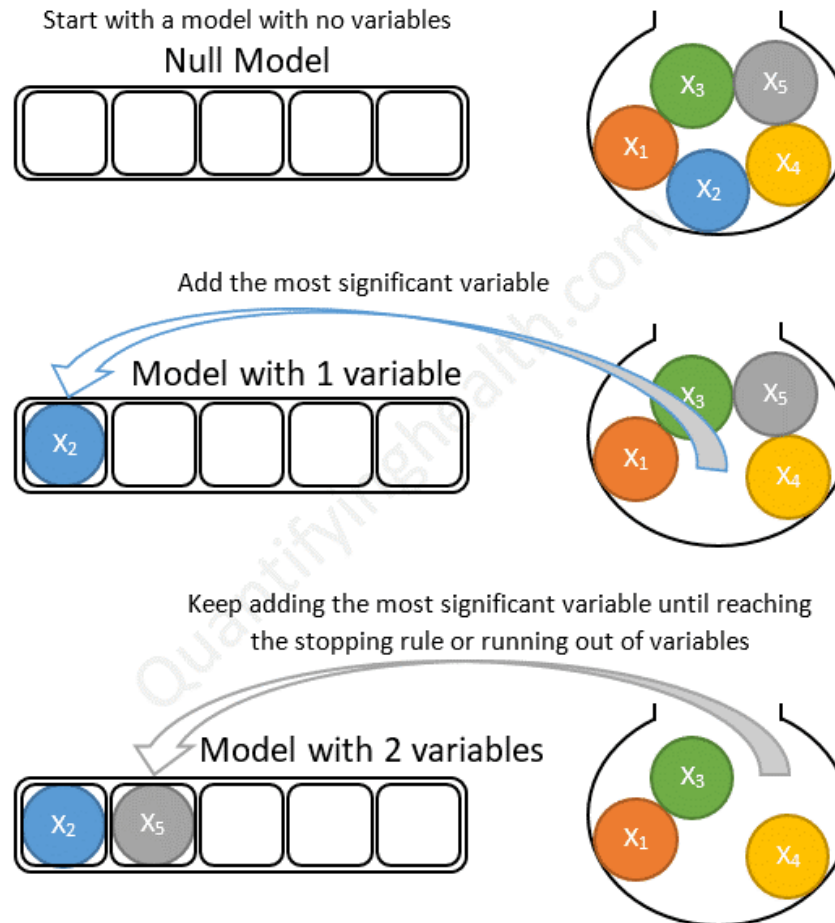 Start with a model with no variables
Null Model
X₃
X₅
X₁
X₄
X₂
Add the most significant variable
Model with 1 variable
X₂
X₃
X₅
X₁
X₄
Keep adding the most significant variable until reaching
the stopping rule or running out of variables
Model with 2 variables
X₂
X₅
X₃
X₁
X₄
Quantifyinghealth.com